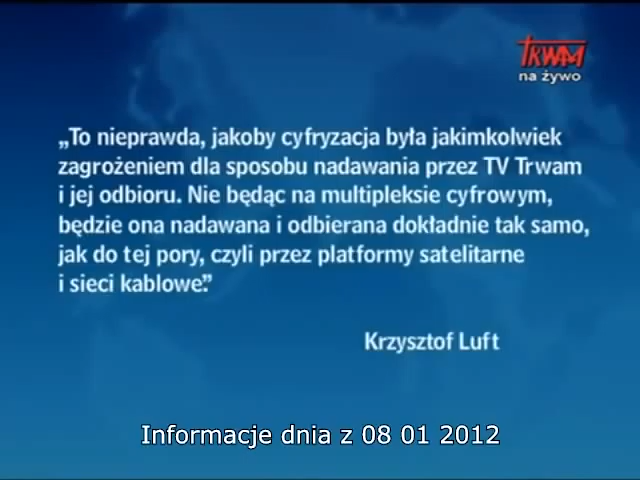 TRWAM
na żywo
„To nieprawda, jakoby cyfryzacja była jakimkolwiek
zagrożeniem dla sposobu nadawania przez TV Trwam
i jej odbioru. Nie będąc na multipleksie cyfrowym,
będzie ona nadawana i odbierana dokładnie tak samo,
jak do tej pory, czyli przez platformy satelitarne
i sieci kablowe."
Krzysztof Luft
Informacje dnia z 08 01 2012